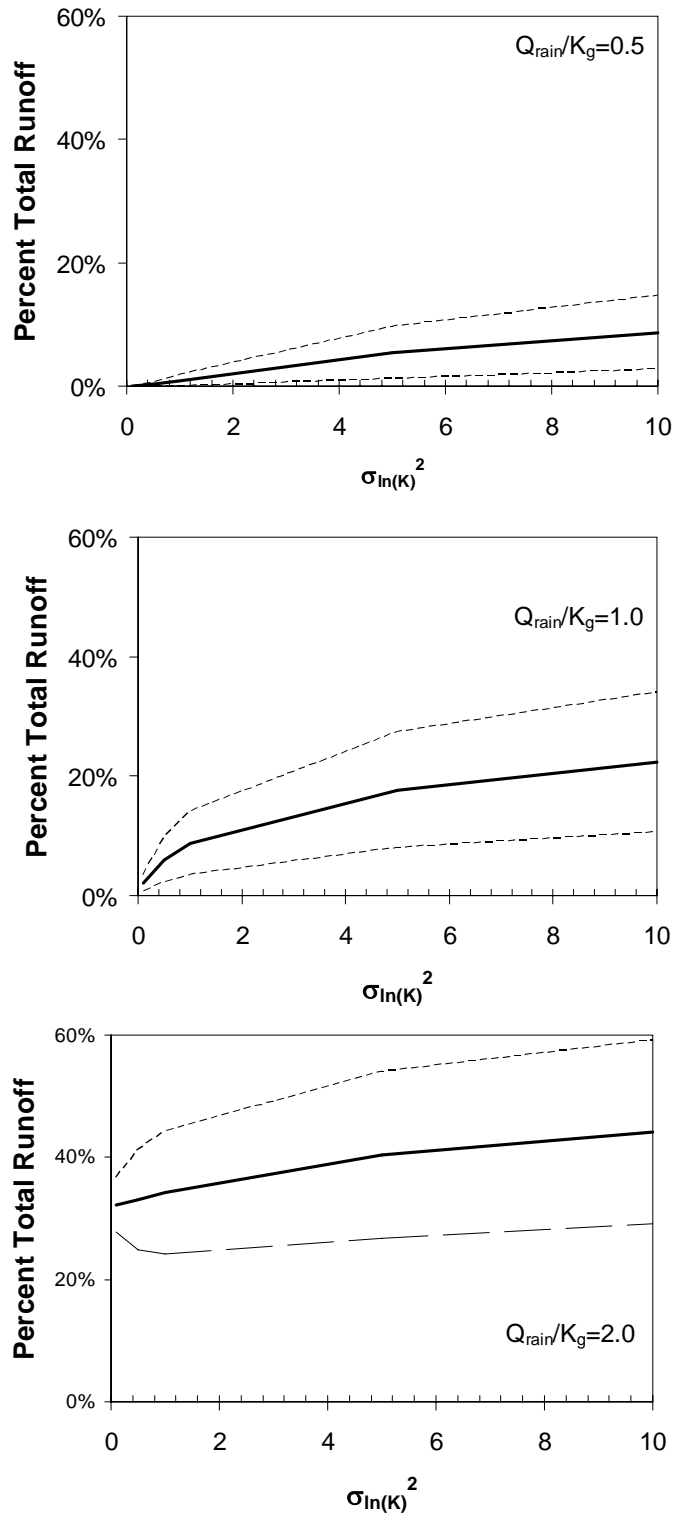 60%
Q_rain/K_g=0.5
40%
20%
0%
Percent Total Runoff
0 2 4 6 8 10
σ_ln(K)²
60%
Q_rain/K_g=1.0
40%
20%
0%
Percent Total Runoff
0 2 4 6 8 10
σ_ln(K)²
60%
40%
20%
Q_rain/K_g=2.0
0%
Percent Total Runoff
0 2 4 6 8 10
σ_ln(K)²